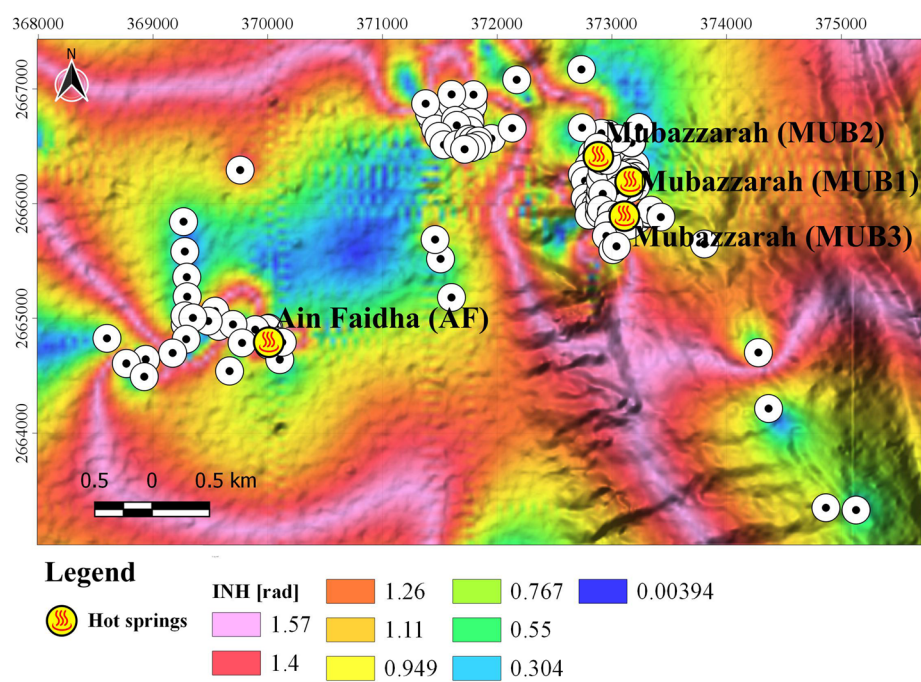 368000 369000 370000 371000 372000 373000 374000 375000
N
2667000
2666000
2665000
2664000
Mubazzarah (MUB2)
Mubazzarah (MUB1)
Mubazzarah (MUB3)
Ain Faidha (AF)
0.5 0 0.5 km
Legend
Hot springs
INH [rad]
1.57
1.4
1.26
1.11
0.949
0.767
0.55
0.304
0.00394